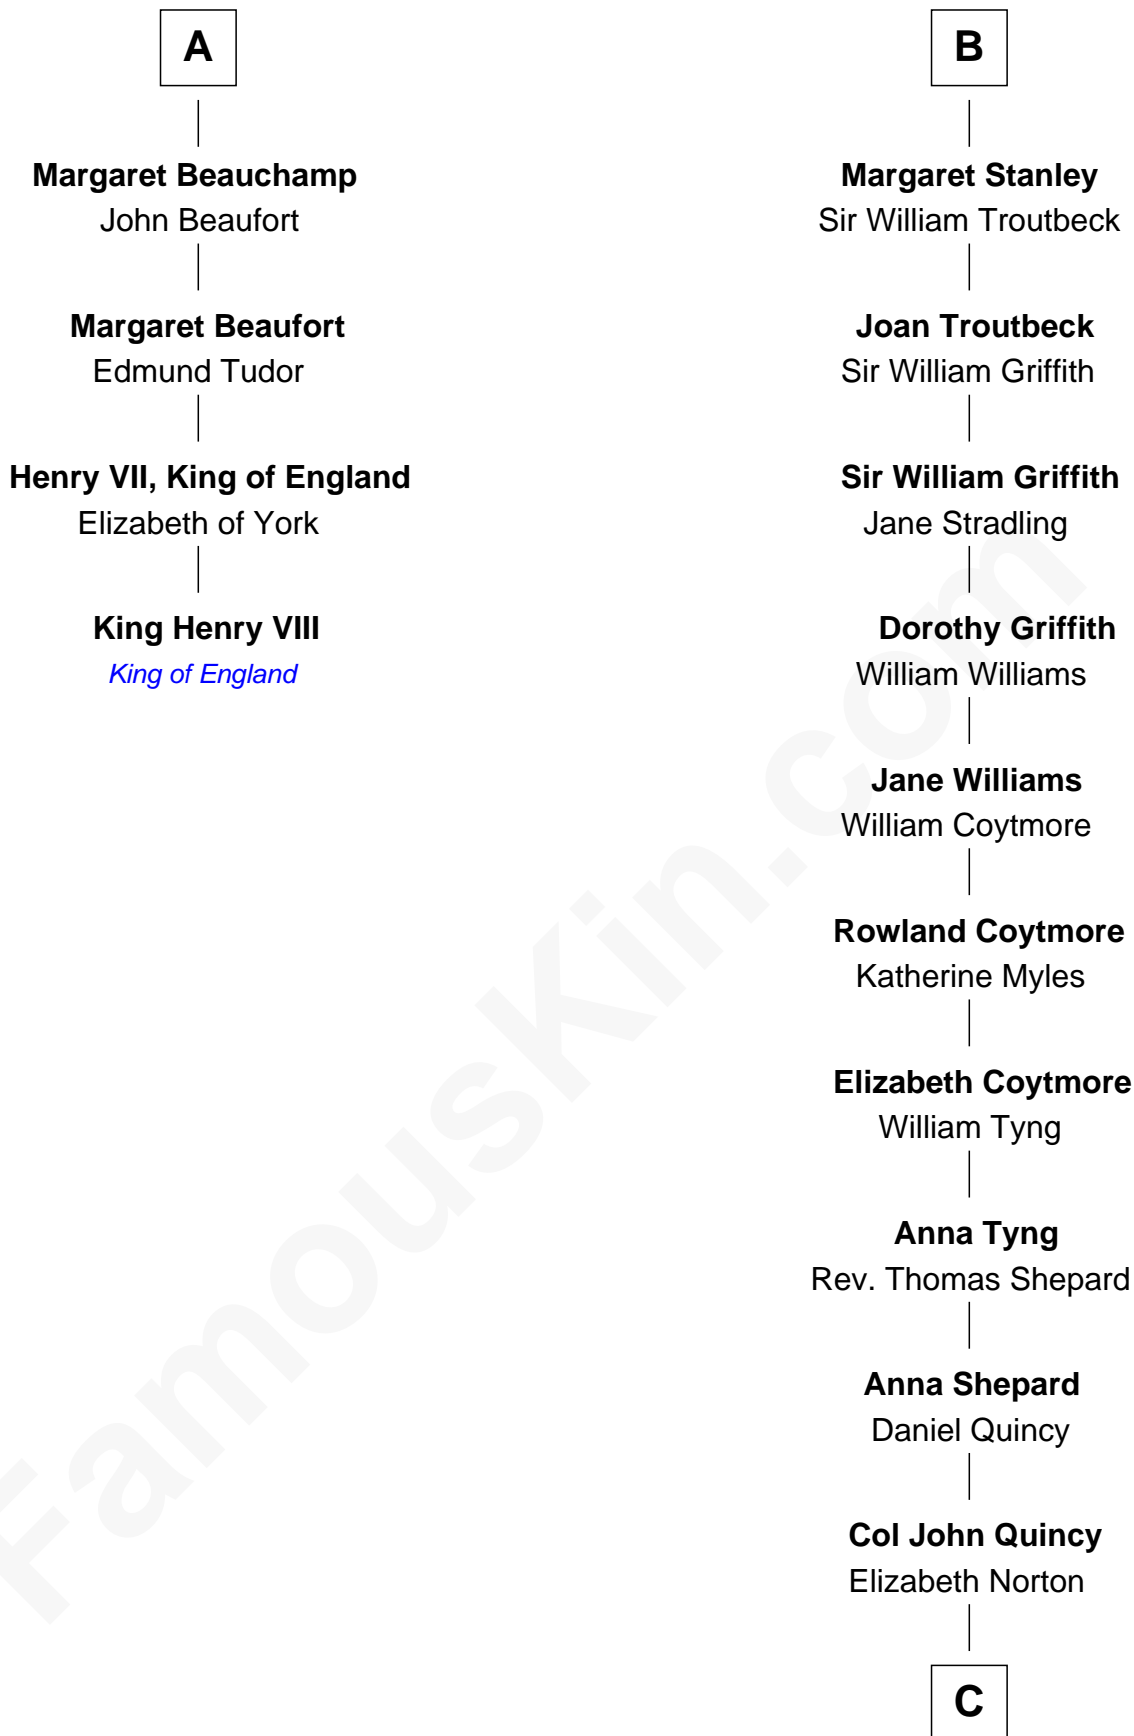 A
Margaret Beauchamp
John Beaufort
Margaret Beaufort
Edmund Tudor
Henry VII, King of England
Elizabeth of York
King Henry VIII
King of England
B
Margaret Stanley
Sir William Troutbeck
Joan Troutbeck
Sir William Griffith
Sir William Griffith
Jane Stradling
Dorothy Griffith
William Williams
Jane Williams
William Coytmore
Rowland Coytmore
Katherine Myles
Elizabeth Coytmore
William Tyng
Anna Tyng
Rev. Thomas Shepard
Anna Shepard
Daniel Quincy
Col John Quincy
Elizabeth Norton
C
FamousKin.com